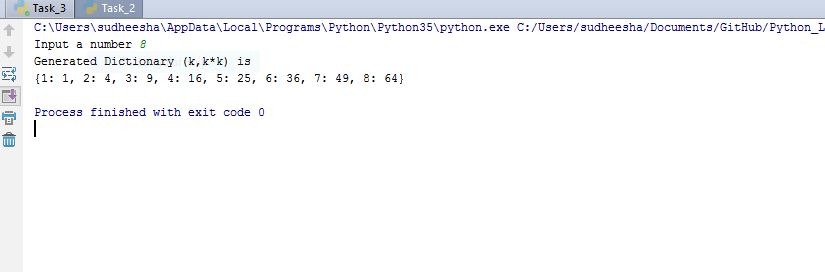 Task_3 Task_2
C:\Users\sudheesha\AppData\Local\Programs\Python\Python35\python.exe C:/Users/sudheesha/Documents/GitHub/Python_L
Input a number 8
Generated Dictionary (k,k*k) is
{1: 1, 2: 4, 3: 9, 4: 16, 5: 25, 6: 36, 7: 49, 8: 64}
Process finished with exit code 0